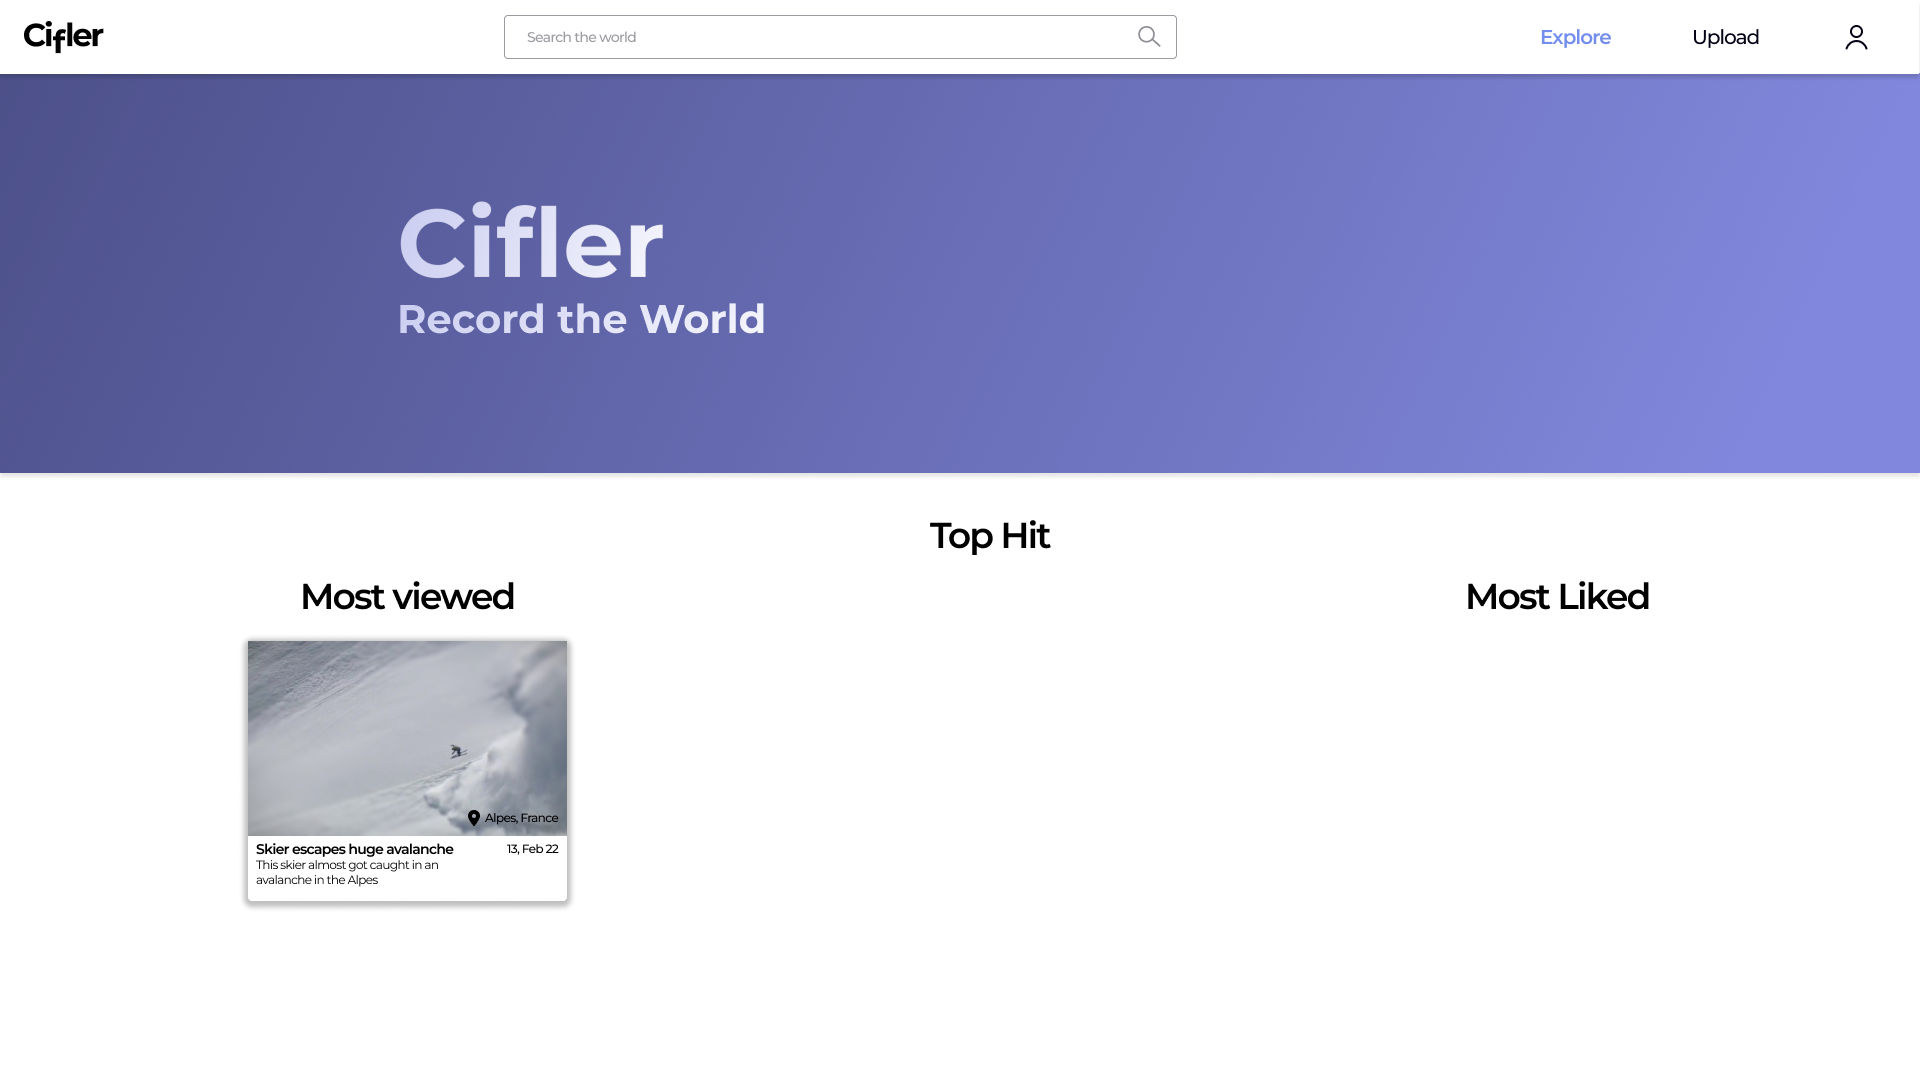 Cifler
Search the world
Explore
Upload
Cifler
Record the World
Top Hit
Most viewed
Most Liked
Alpes, France
Skier escapes huge avalanche
13, Feb 22
This skier almost got caught in an
avalanche in the Alpes